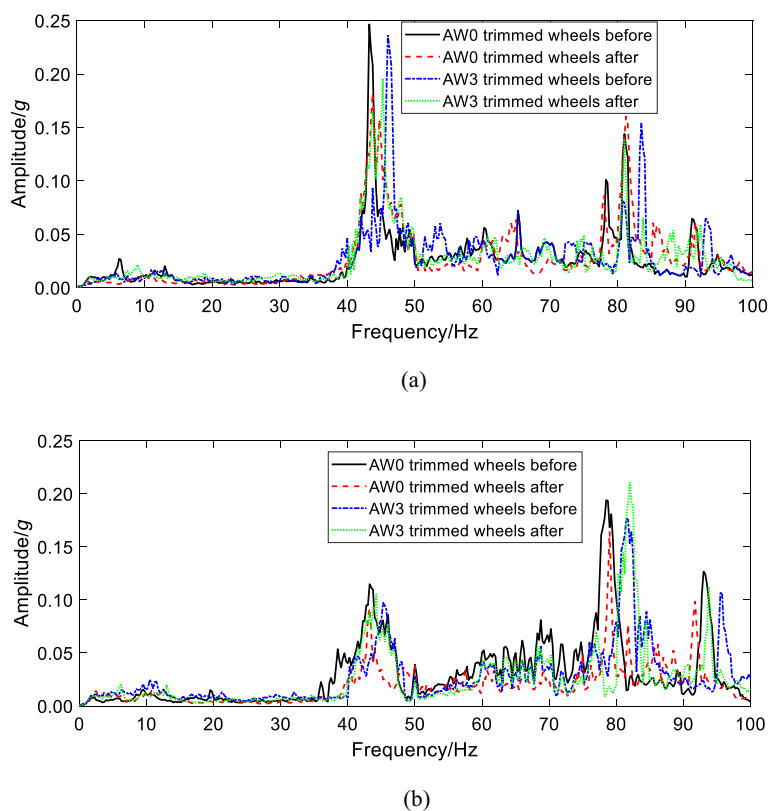 0.25
0.20
0.15
0.10
0.05
0.00
Amplitude/g
AW0 trimmed wheels before
AW0 trimmed wheels after
AW3 trimmed wheels before
AW3 trimmed wheels after
0 10 20 30 40 50 60 70 80 90 100
Frequency/Hz
(a)
0.25
0.20
0.15
0.10
0.05
0.00
Amplitude/g
AW0 trimmed wheels before
AW0 trimmed wheels after
AW3 trimmed wheels before
AW3 trimmed wheels after
0 10 20 30 40 50 60 70 80 90 100
Frequency/Hz
(b)